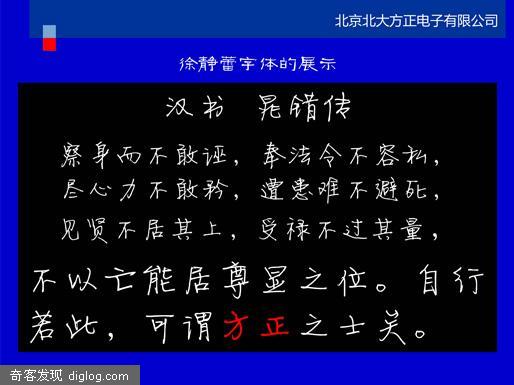 北京北大方正电子有限公司
徐静蕾字体的展示
汉书 晁错传
察身而不敢诬，奉法令不容私，
尽心力不敢矜，遭患难不避死，
见贤不居其上，受禄不过其量，
不以亡能居尊显之位。自行
若此，可谓方正之士矣。
奇客发现 diglog.com